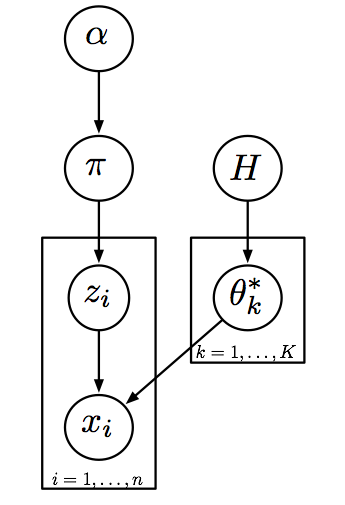 α
π
H
z_i
θ*_k
k = 1, . . . , K
x_i
i = 1, . . . , n